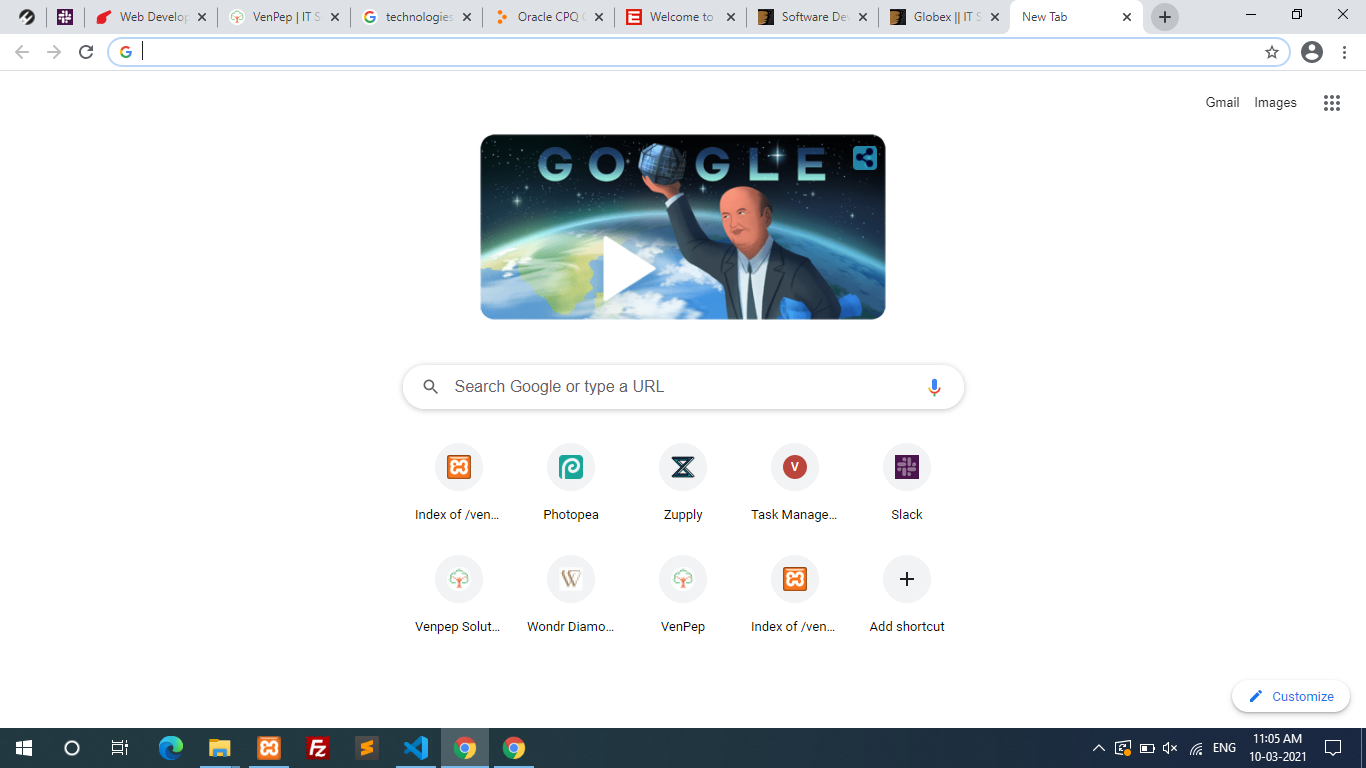 Web Develop
VenPep | IT S
technologies
Oracle CPQ C
Welcome to
Software Dev
Globex || IT S
New Tab
Gmail
Images
GOOGLE
Search Google or type a URL
Index of /ven...
Photopea
Zupply
V
Task Manage...
Slack
Venpep Solut...
W
Wondr Diamo...
VenPep
Index of /ven...
Add shortcut
Customize
Fz
ENG
11:05 AM
10-03-2021